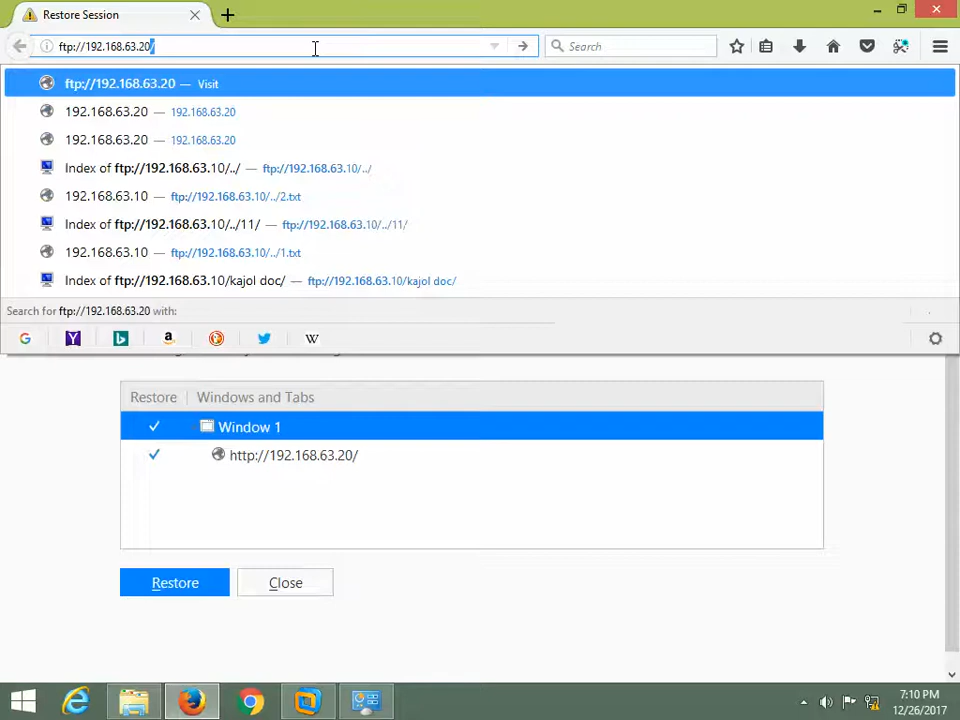 Restore Session
ftp://192.168.63.20/
Search
ftp://192.168.63.20 — Visit
192.168.63.20 — 192.168.63.20
192.168.63.20 — 192.168.63.20
Index of ftp://192.168.63.10/../ — ftp://192.168.63.10/../
192.168.63.10 — ftp://192.168.63.10/../2.txt
Index of ftp://192.168.63.10/../11/ — ftp://192.168.63.10/../11/
192.168.63.10 — ftp://192.168.63.10/../1.txt
Index of ftp://192.168.63.10/kajol doc/ — ftp://192.168.63.10/kajol doc/
Search for ftp://192.168.63.20 with:
Restore Windows and Tabs
Window 1
http://192.168.63.20/
Restore Close
7:10 PM
12/26/2017